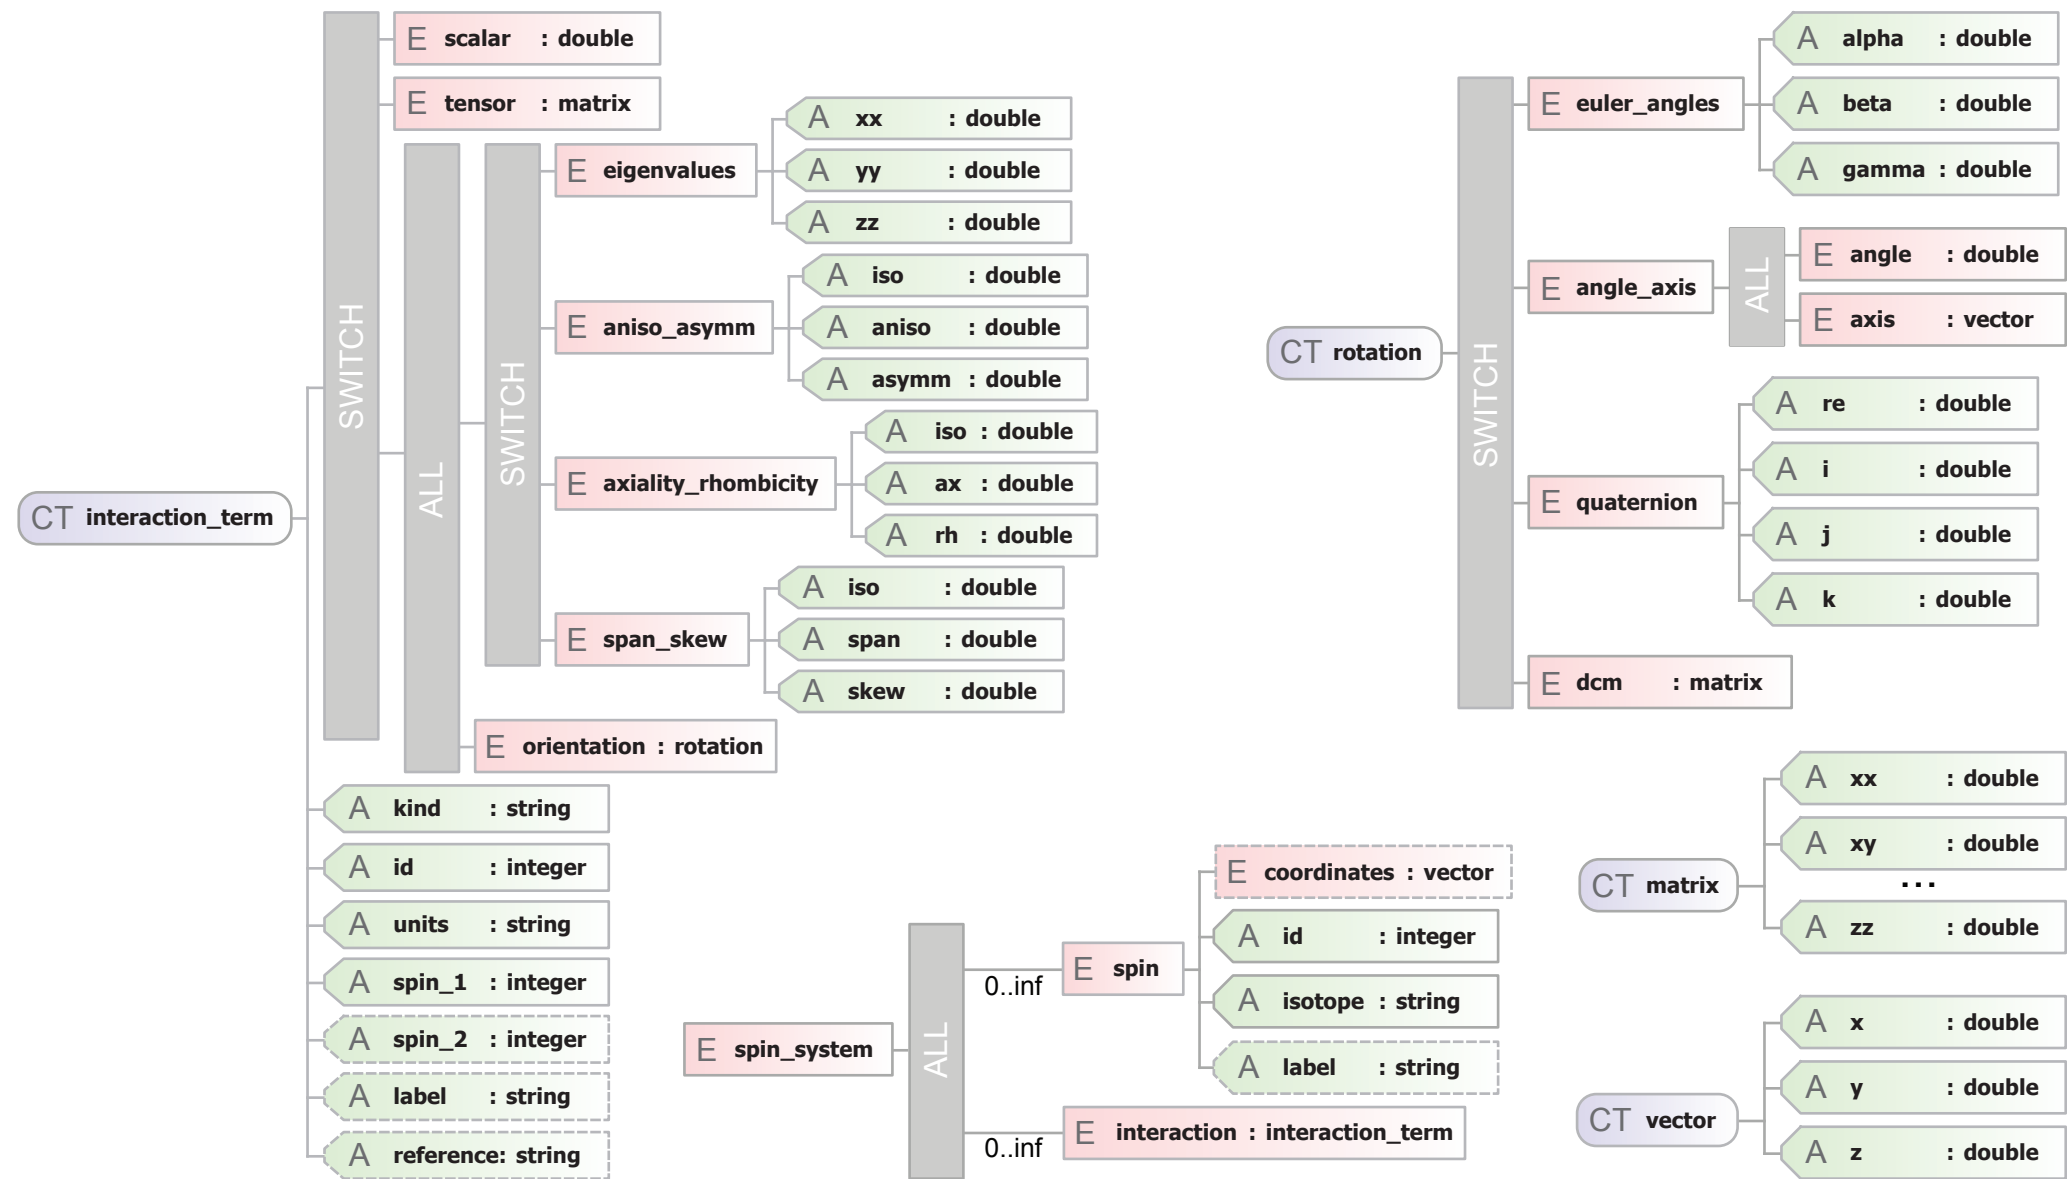 CT interaction_term
SWITCH
E scalar : double
E tensor : matrix
ALL
SWITCH
E eigenvalues
A xx : double
A yy : double
A zz : double
E aniso_asymm
A iso : double
A aniso : double
A asymm : double
E axiality_rhombicity
A iso : double
A ax : double
A rh : double
E span_skew
A iso : double
A span : double
A skew : double
E orientation : rotation
A kind : string
A id : integer
A units : string
A spin_1 : integer
A spin_2 : integer
A label : string
A reference: string
CT rotation
SWITCH
E euler_angles
A alpha : double
A beta : double
A gamma : double
E angle_axis
ALL
E angle : double
E axis : vector
E quaternion
A re : double
A i : double
A j : double
A k : double
E dcm : matrix
E spin_system
ALL
0..inf
E spin
E coordinates : vector
A id : integer
A isotope : string
A label : string
0..inf
E interaction : interaction_term
CT matrix
A xx : double
A xy : double
...
A zz : double
CT vector
A x : double
A y : double
A z : double